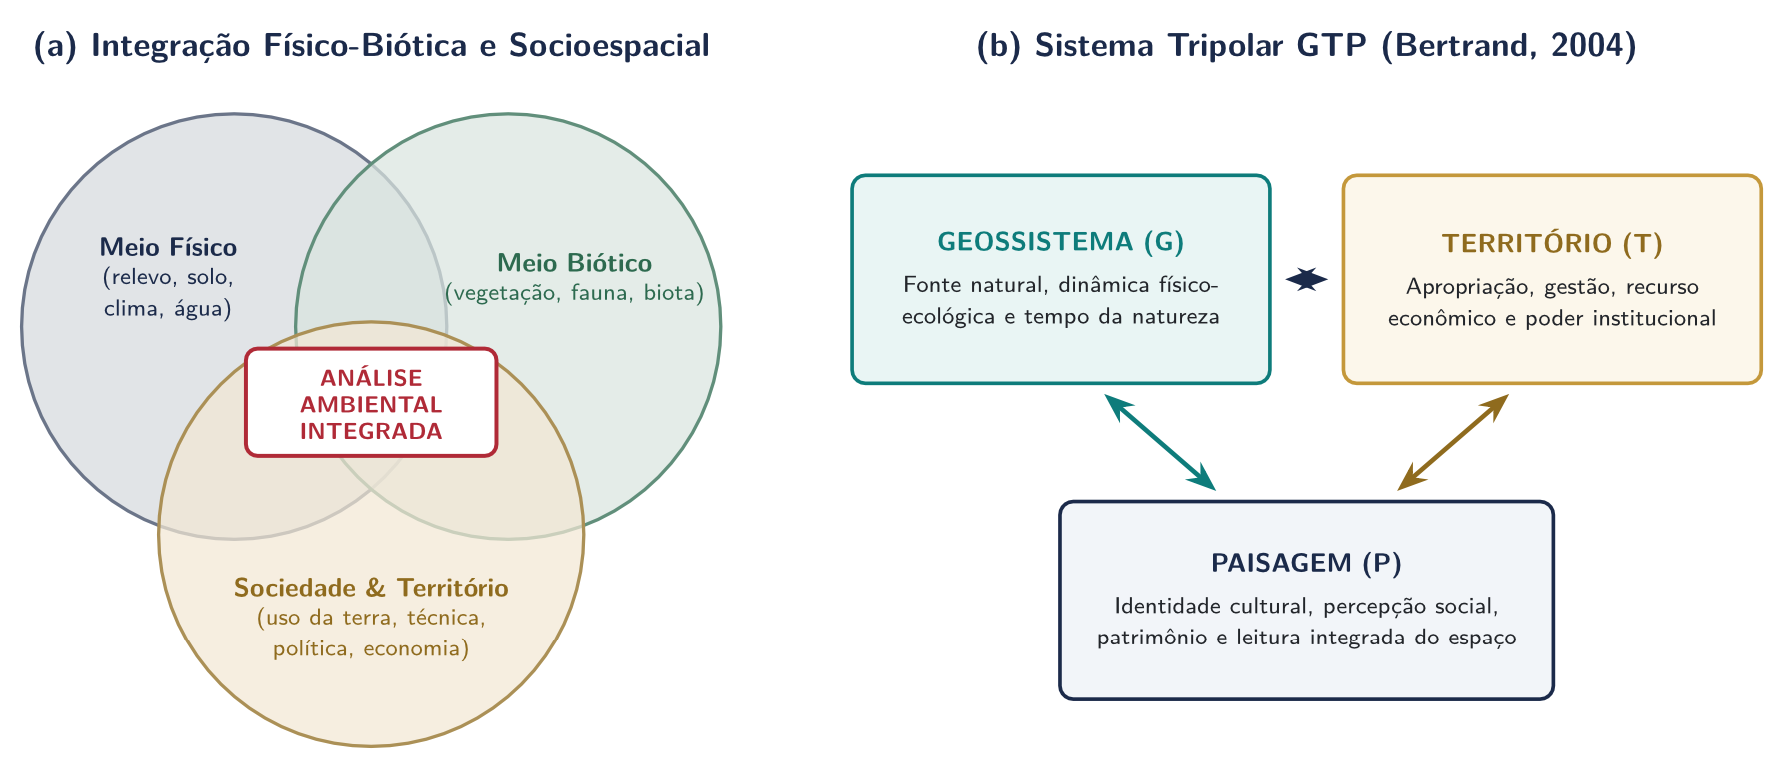 (a) Integração Físico-Biótica e Socioespacial
Meio Físico
(relevo, solo,
clima, água)
Meio Biótico
(vegetação, fauna, biota)
ANÁLISE
AMBIENTAL
INTEGRADA
Sociedade & Território
(uso da terra, técnica,
política, economia)
(b) Sistema Tripolar GTP (Bertrand, 2004)
GEOSSISTEMA (G)
Fonte natural, dinâmica físico-
ecológica e tempo da natureza
TERRITÓRIO (T)
Apropriação, gestão, recurso
econômico e poder institucional
PAISAGEM (P)
Identidade cultural, percepção social,
patrimônio e leitura integrada do espaço